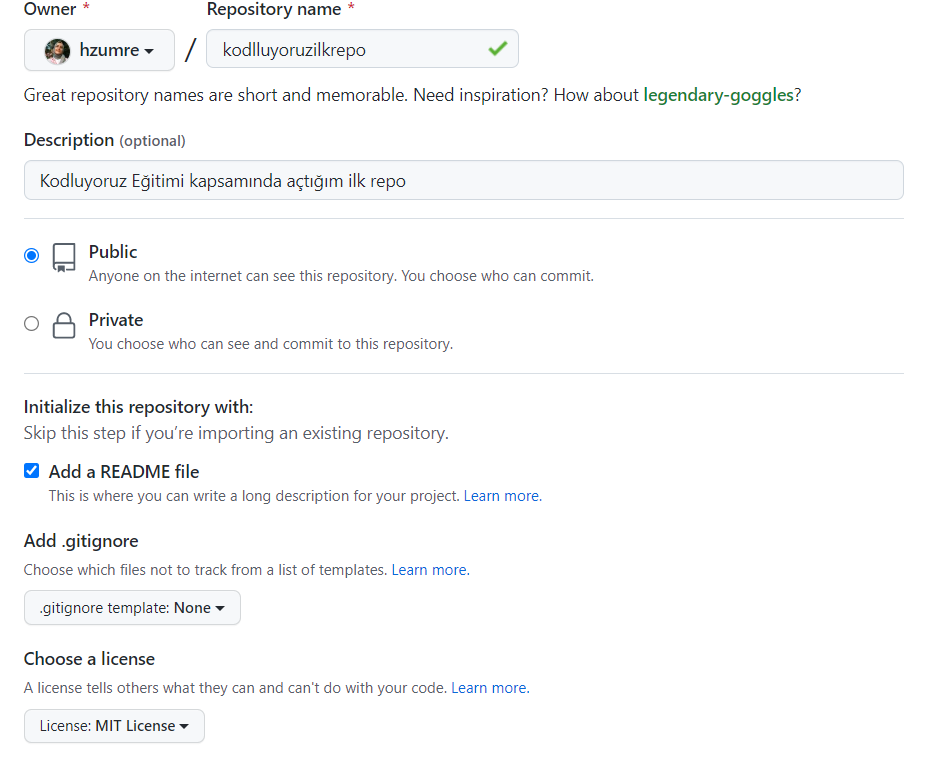 Owner * Repository name *
hzumre / kodlluyoruzilkrepo
Great repository names are short and memorable. Need inspiration? How about legendary-goggles?
Description (optional)
Kodluyoruz Eğitimi kapsamında açtığım ilk repo
Public
Anyone on the internet can see this repository. You choose who can commit.
Private
You choose who can see and commit to this repository.
Initialize this repository with:
Skip this step if you’re importing an existing repository.
Add a README file
This is where you can write a long description for your project. Learn more.
Add .gitignore
Choose which files not to track from a list of templates. Learn more.
.gitignore template: None
Choose a license
A license tells others what they can and can't do with your code. Learn more.
License: MIT License